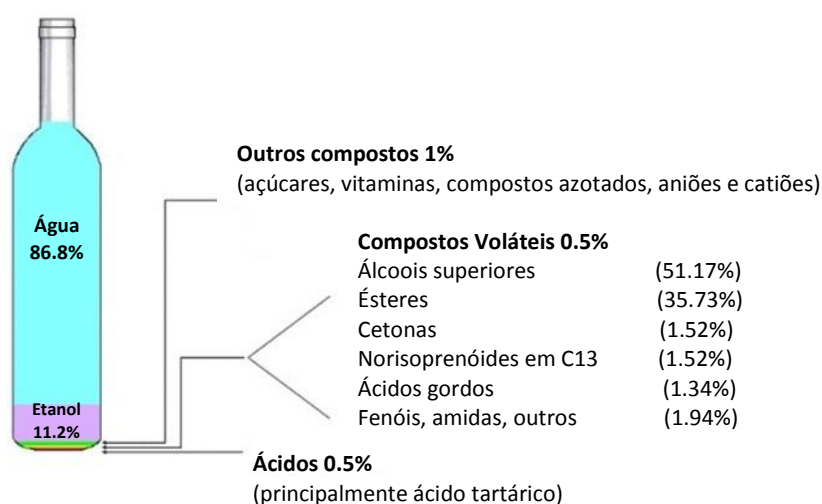 Outros compostos 1%
(açúcares, vitaminas, compostos azotados, aniões e catiões)
Água
86.8%
Compostos Voláteis 0.5%
Álcoois superiores (51.17%)
Ésteres (35.73%)
Cetonas (1.52%)
Norisoprenóides em C13 (1.52%)
Ácidos gordos (1.34%)
Fenóis, amidas, outros (1.94%)
Etanol
11.2%
Ácidos 0.5%
(principalmente ácido tartárico)